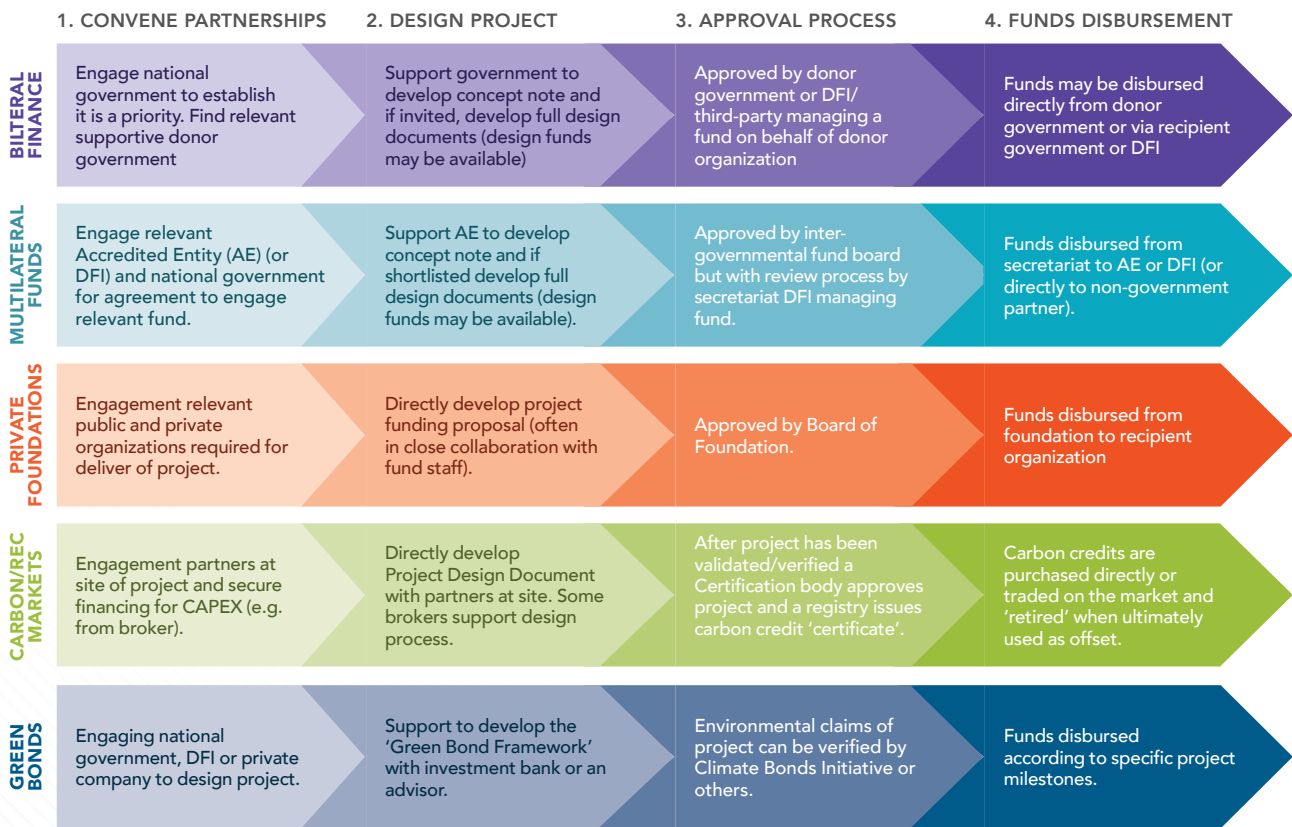 1. CONVENE PARTNERSHIPS
2. DESIGN PROJECT
3. APPROVAL PROCESS
4. FUNDS DISBURSEMENT
BILTERAL
FINANCE
Engage national
government to establish
it is a priority. Find relevant
supportive donor
government
Support government to
develop concept note and
if invited, develop full design
documents (design funds
may be available)
Approved by donor
government or DFI/
third-party managing a
fund on behalf of donor
organization
Funds may be disbursed
directly from donor
government or via recipient
government or DFI
MULTILATERAL
FUNDS
Engage relevant
Accredited Entity (AE) (or
DFI) and national government
for agreement to engage
relevant fund.
Support AE to develop
concept note and if
shortlisted develop full
design documents (design
funds may be available).
Approved by inter-
governmental fund board
but with review process by
secretariat DFI managing
fund.
Funds disbursed from
secretariat to AE or DFI (or
directly to non-government
partner).
PRIVATE
FOUNDATIONS
Engagement relevant
public and private
organizations required for
deliver of project.
Directly develop project
funding proposal (often
in close collaboration with
fund staff).
Approved by Board of
Foundation.
Funds disbursed from
foundation to recipient
organization
CARBON/REC
MARKETS
Engagement partners at
site of project and secure
financing for CAPEX (e.g.
from broker).
Directly develop
Project Design Document
with partners at site. Some
brokers support design
process.
After project has been
validated/verified a
Certification body approves
project and a registry issues
carbon credit ‘certificate’.
Carbon credits are
purchased directly or
traded on the market and
‘retired’ when ultimately
used as offset.
GREEN
BONDS
Engaging national
government, DFI or private
company to design project.
Support to develop the
‘Green Bond Framework’
with investment bank or an
advisor.
Environmental claims of
project can be verified by
Climate Bonds Initiative or
others.
Funds disbursed
according to specific project
milestones.